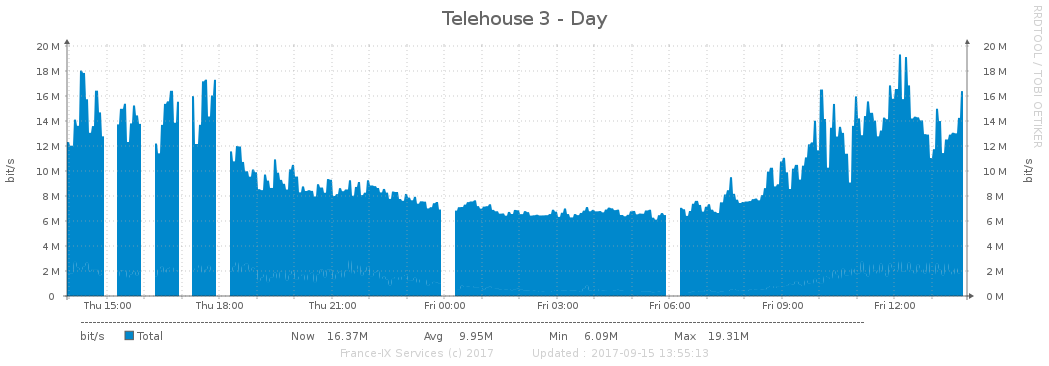 Telehouse 3 - Day
RRDTOOL / TOBI OETIKER
20 M 20 M
18 M 18 M
16 M 16 M
14 M 14 M
12 M 12 M
10 M 10 M
8 M 8 M
6 M 6 M
4 M 4 M
2 M 2 M
0 0 M
bit/s bit/s
Thu 15:00 Thu 18:00 Thu 21:00 Fri 00:00 Fri 03:00 Fri 06:00 Fri 09:00 Fri 12:00
bit/s Total Now 16.37M Avg 9.95M Min 6.09M Max 19.31M
France-IX Services (c) 2017 Updated : 2017-09-15 13:55:13